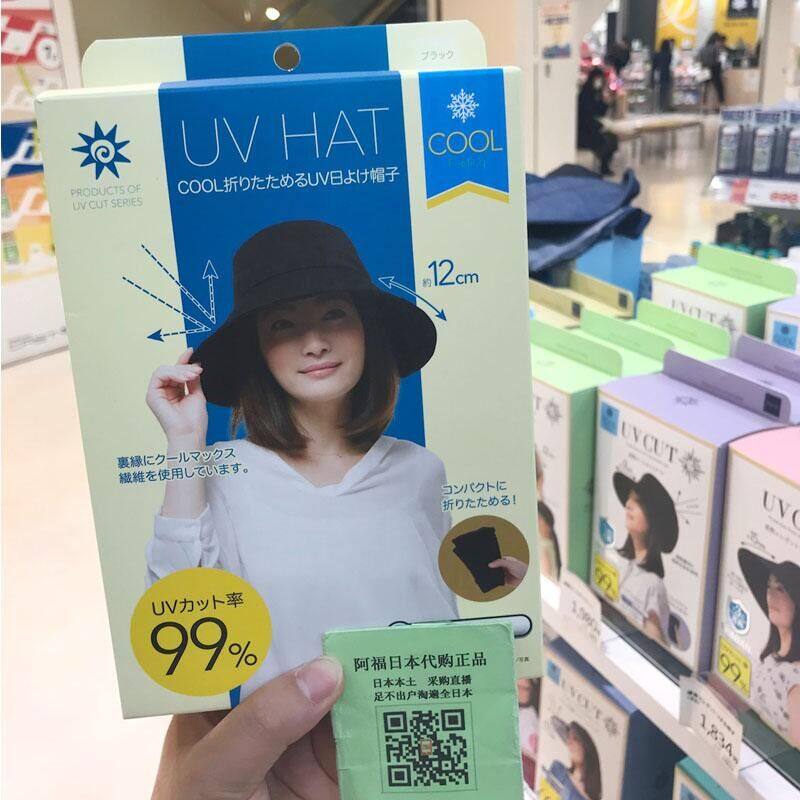 ブラック
PRODUCTS OF
UV CUT SERIES
UV HAT
COOL折りたためるUV日よけ帽子
COOL
約12cm
裏縁にクールマックス
繊維を使用しています。
コンパクトに
折りたためる!
UVカット率
99%
阿福日本代购正品
日本本土 采购直播
足不出户淘遍全日本
UV CUT
99%
UV CUT
1,980
1,834
UV CUT